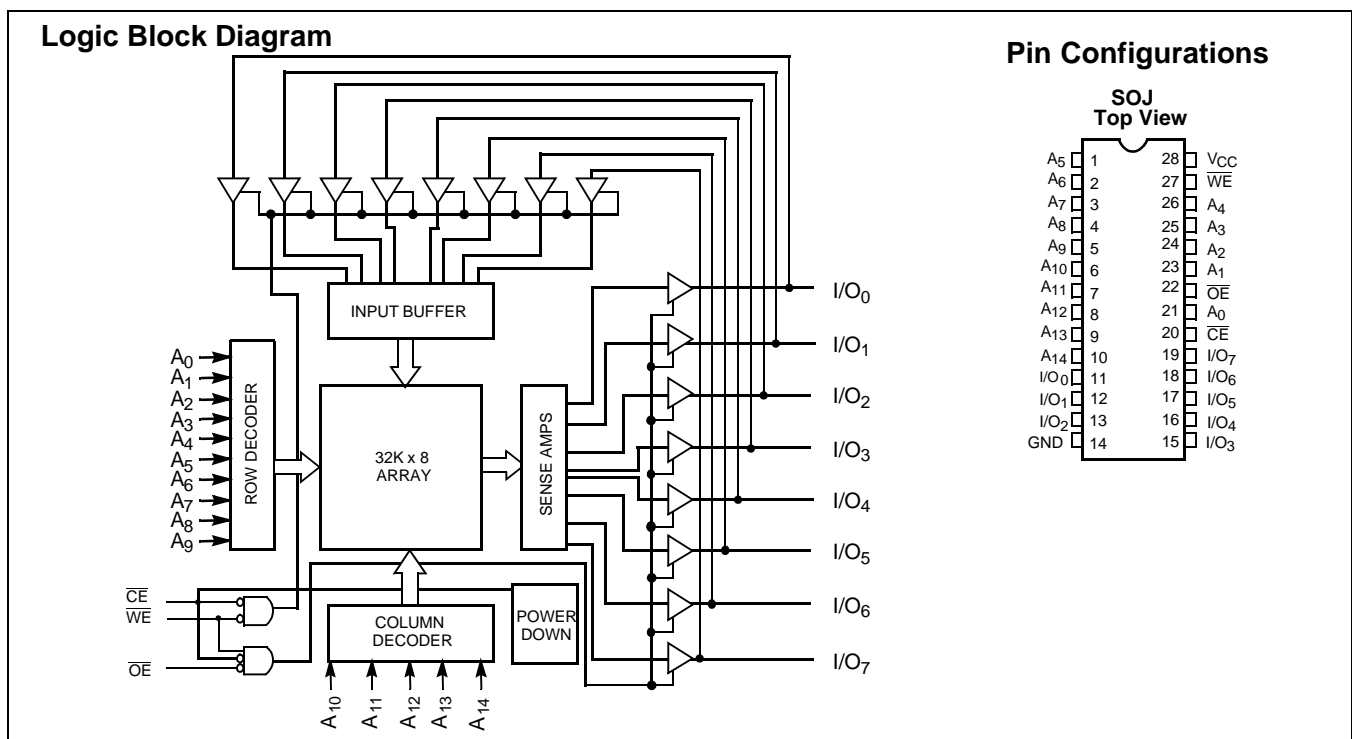 Logic Block Diagram
INPUT BUFFER
A0
A1
A2
A3
A4
A5
A6
A7
A8
A9
ROW DECODER
32K x 8
ARRAY
SENSE AMPS
COLUMN
DECODER
POWER
DOWN
CE
WE
OE
A10
A11
A12
A13
A14
I/O0
I/O1
I/O2
I/O3
I/O4
I/O5
I/O6
I/O7
Pin Configurations
SOJ
Top View
A5 1 28 VCC
A6 2 27 WE
A7 3 26 A4
A8 4 25 A3
A9 5 24 A2
A10 6 23 A1
A11 7 22 OE
A12 8 21 A0
A13 9 20 CE
A14 10 19 I/O7
I/O0 11 18 I/O6
I/O1 12 17 I/O5
I/O2 13 16 I/O4
GND 14 15 I/O3